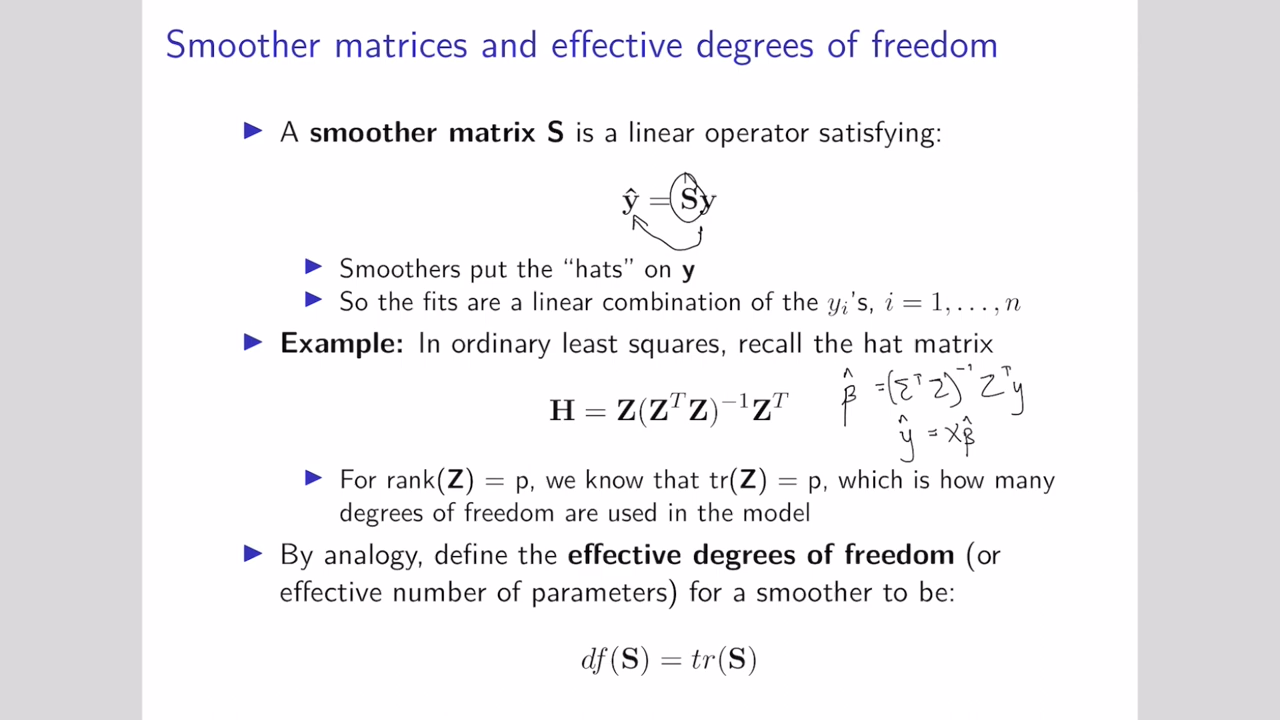 Smoother matrices and effective degrees of freedom
▶ A smoother matrix S is a linear operator satisfying:
ŷ = Sy
▶ Smoothers put the “hats” on y
▶ So the fits are a linear combination of the yᵢ's, i = 1, . . . , n
▶ Example: In ordinary least squares, recall the hat matrix
H = Z(ZᵀZ)⁻¹Zᵀ
β̂ = (Σᵀ Z)⁻¹ Zᵀ y
ŷ = Xβ̂
▶ For rank(Z) = p, we know that tr(Z) = p, which is how many
degrees of freedom are used in the model
▶ By analogy, define the effective degrees of freedom (or
effective number of parameters) for a smoother to be:
df(S) = tr(S)